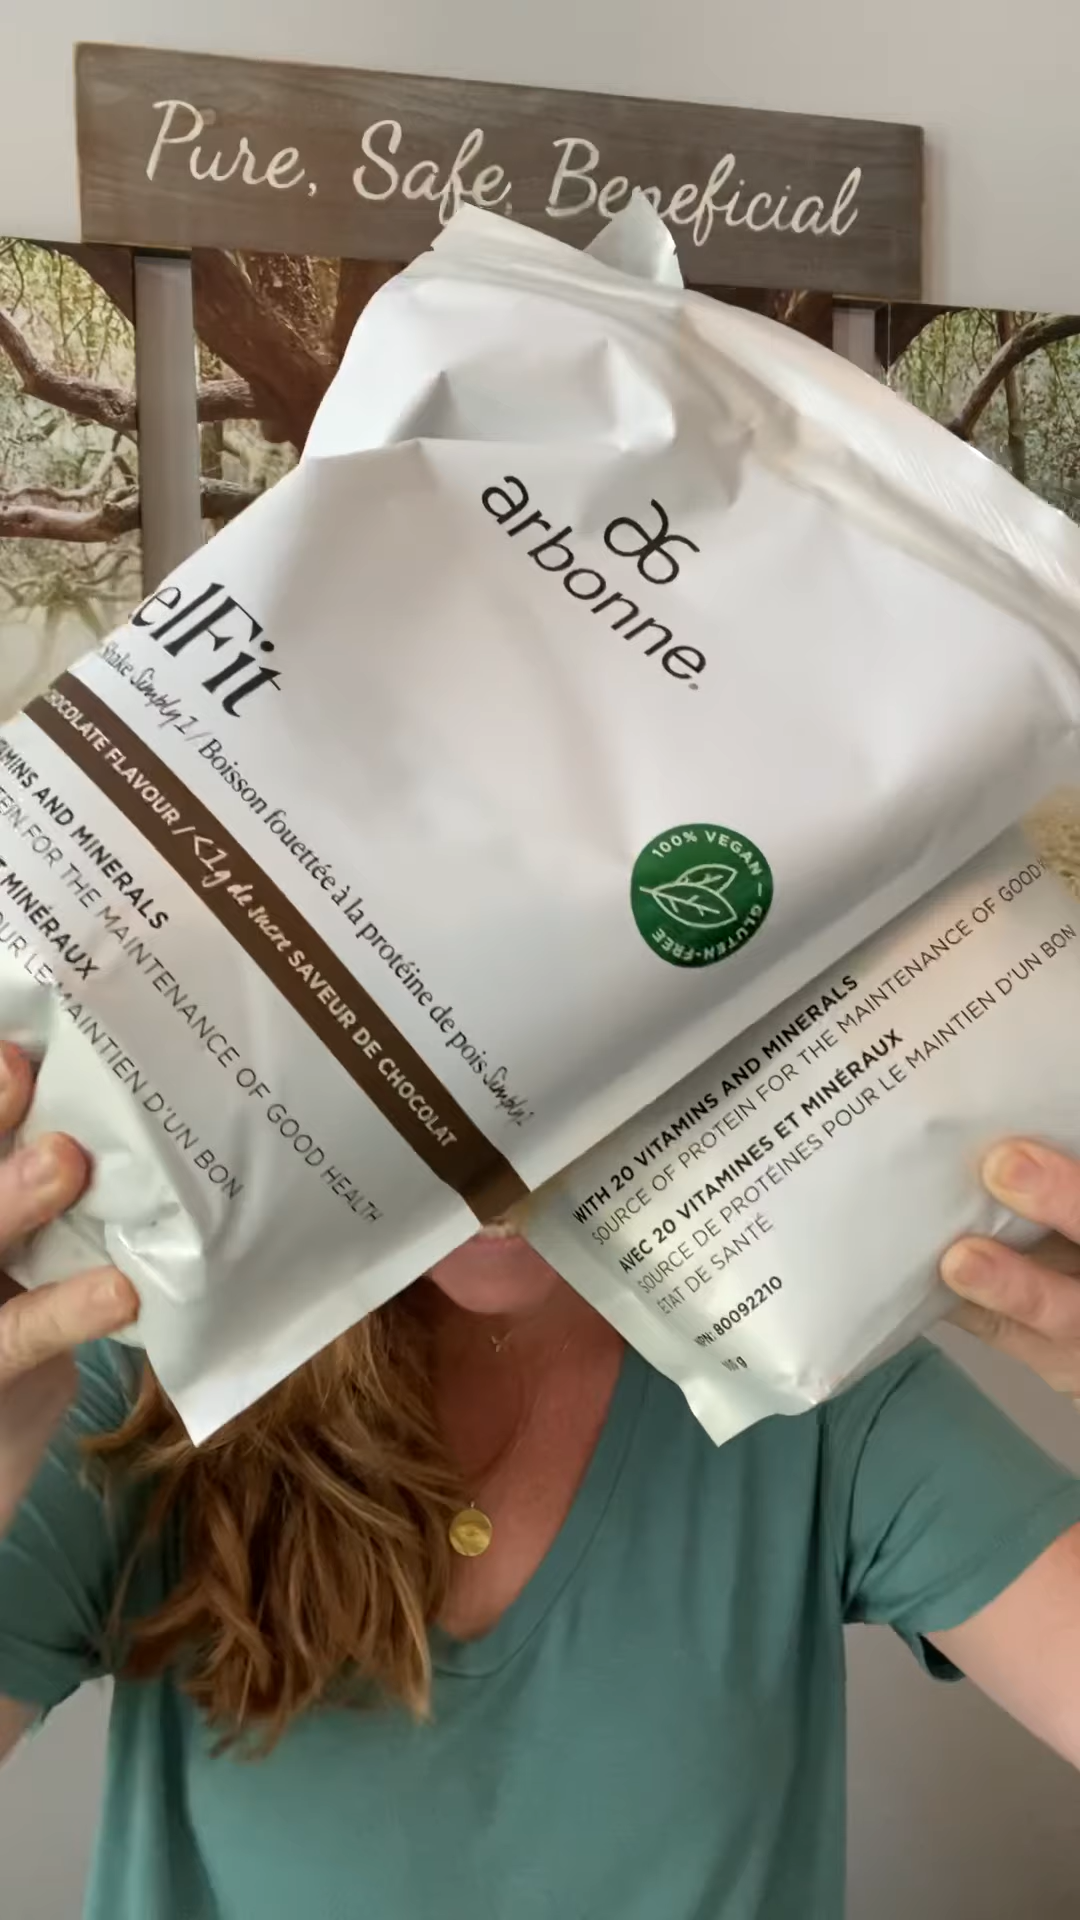 Pure, Safe, Beneficial
arbonne
elFit
Shake Simply 1 / Boisson fouettée à la protéine de pois Simply 1
CHOCOLATE FLAVOUR / <1g de sucre SAVEUR DE CHOCOLAT
AND MINERALS
FOR THE MAINTENANCE OF GOOD HEALTH
MINÉRAUX
LE MAINTIEN D'UN BON
100% VEGAN — GLUTEN-FREE
WITH 20 VITAMINS AND MINERALS
SOURCE OF PROTEIN FOR THE MAINTENANCE OF GOOD
AVEC 20 VITAMINES ET MINÉRAUX
SOURCE DE PROTÉINES POUR LE MAINTIEN D'UN BON
ÉTAT DE SANTÉ
NPN: 80092210